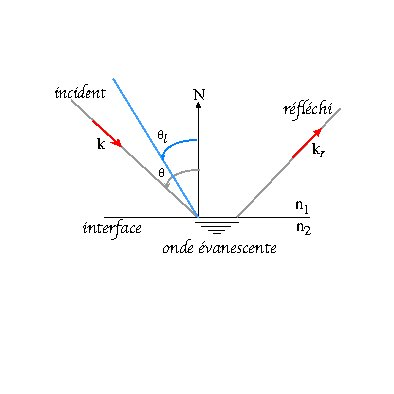 incident
N
réfléchi
θₗ
k
kᵣ
θ
n₁
interface
n₂
onde évanescente